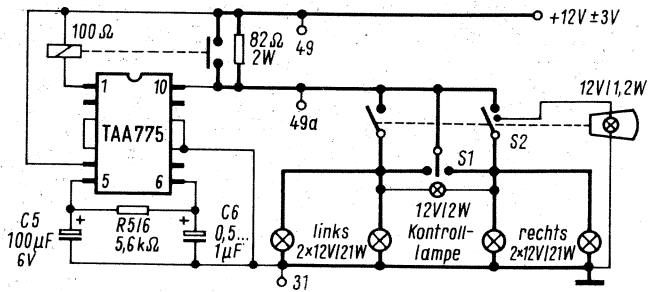 100Ω
82Ω
2W
49
+12V ± 3V
1
10
TAA775
49a
12V/1,2W
S1
S2
5
6
C5
100µF
6V
+
R5/6
5,6kΩ
+
C6
0,5...
1µF
links
2×12V/21W
12V/2W
Kontroll-
lampe
rechts
2×12V/21W
31